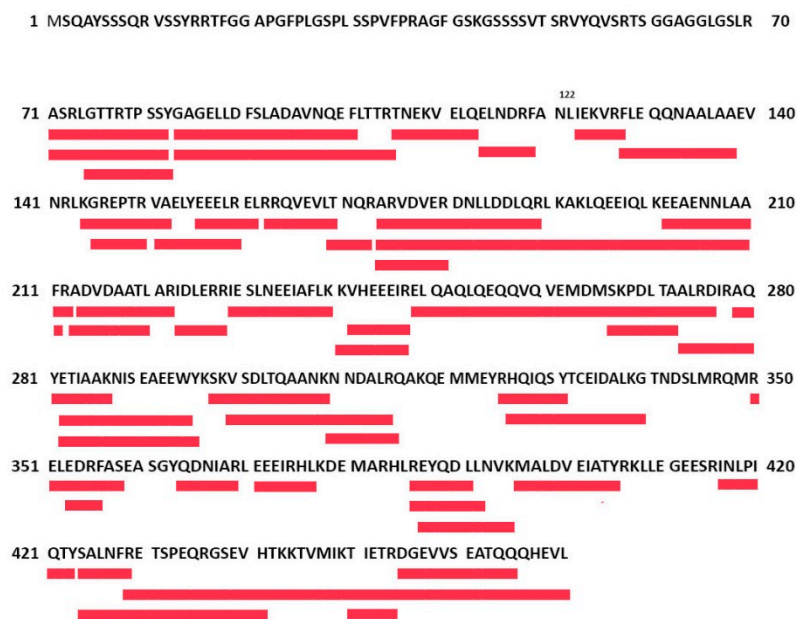 1 MSQAYSSSQR VSSYRRTFGG APGFPLGSPL SSPVFPRAGF GSKGSSSSVT SRVYQVSRTS GGAGGLGSLR 70
122
71 ASRLGTTRTP SSYGAGELLD FSLADAVNQE FLTTRTNEKV ELQELNDRFA NLIEKVRFLE QQNAALAAEV 140
141 NRLKGREPTR VAELYEEELR ELRRQVEVLT NQRARVDVER DNLLDDLQRL KAKLQEEIQLK EEAENNLAA 210
211 FRADVDAATL ARIDLERRIE SLNEEIAFLK KVHEEEIREL QAQLQEQQVQ VEMDMSKPDL TAALRDIRAQ 280
281 YETIAAKNIS EAEEWYKSKV SDLTQAANKN NDALRQAKQE MMEYRHQIQS YTCEIDALKG TNDSLMRQMR 350
351 ELEDRFASEA SGYQDNIARL EEEIRHLKDE MARHLREYQD LLNVKMALDV EIATYRKLLE GEESRINLPI 420
421 QTYSALNFRE TSPEQRGSEV HTKKTVMIKT IETRDGEVVS EATQQQHEVL